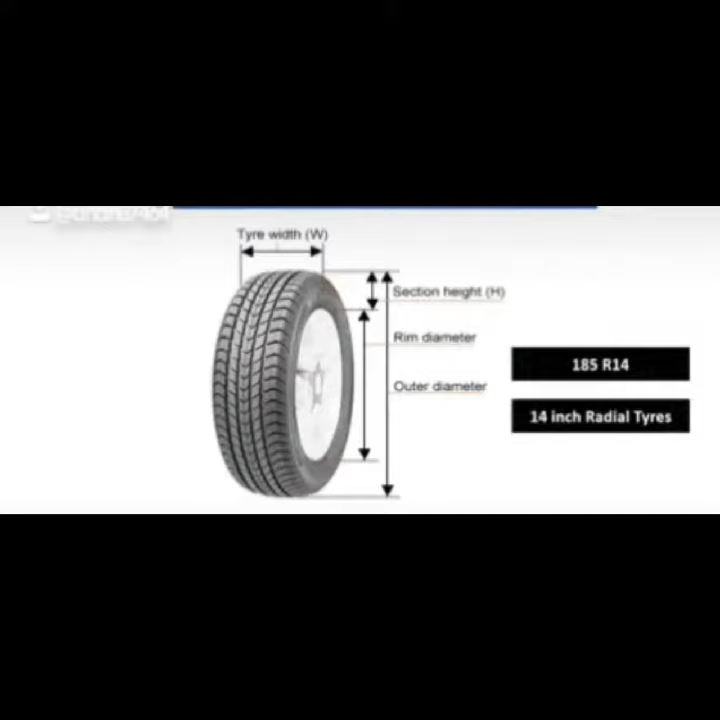 Tyre width (W)
Section height (H)
Rim diameter
Outer diameter
185 R14
14 inch Radial Tyres